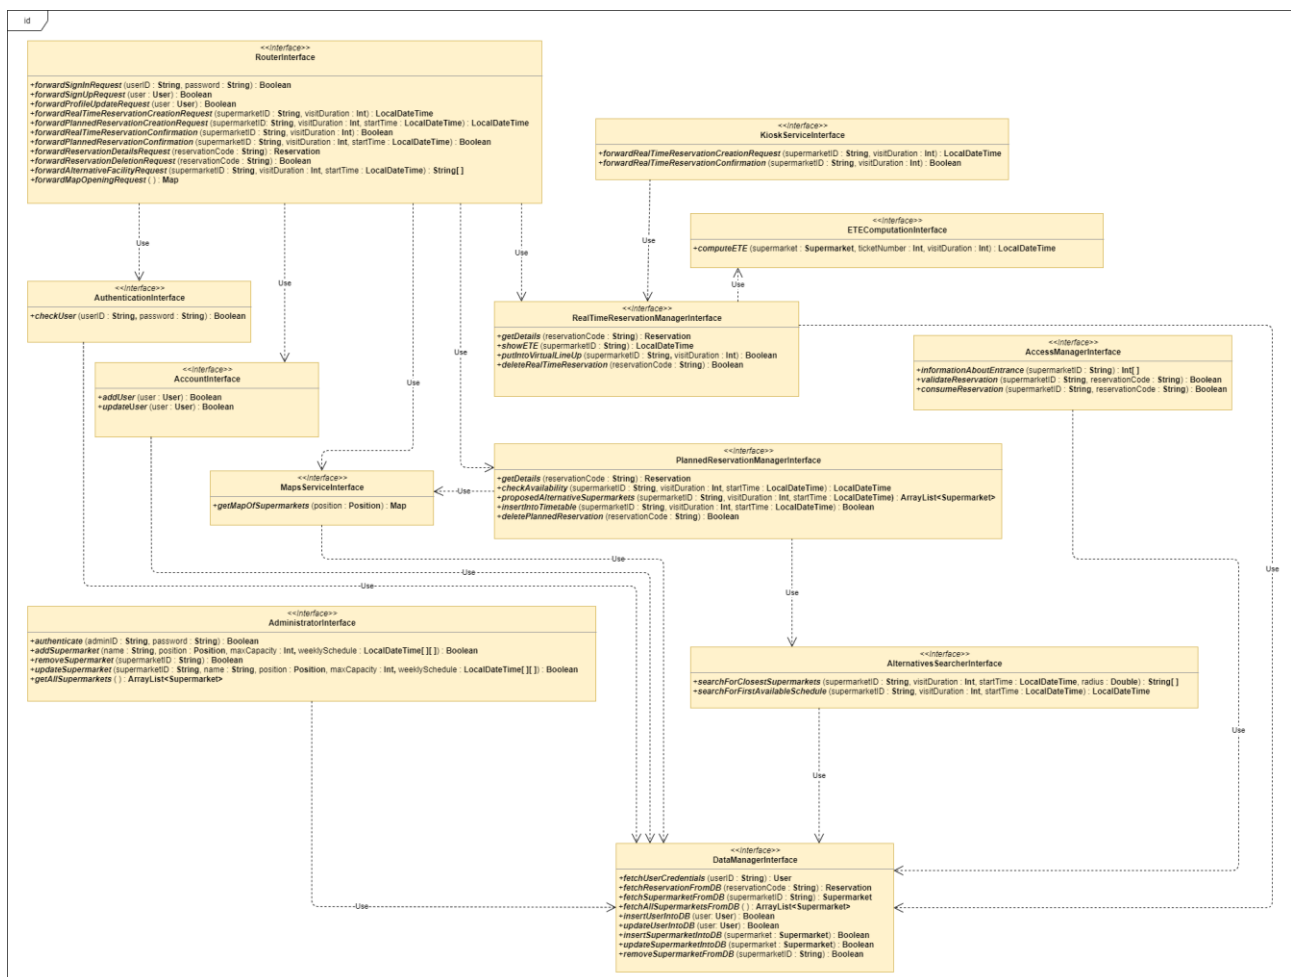 id
<<Interface>>
RouterInterface
+forwardSignInRequest (userID : String, password : String) : Boolean
+forwardSignUpRequest (user : User) : Boolean
+forwardProfileUpdateRequest (user : User) : Boolean
+forwardRealTimeReservationCreationRequest (supermarketID : String, visitDuration : Int) : LocalDateTime
+forwardPlannedReservationCreationRequest (supermarketID: String, visitDuration : Int, startTime : LocalDateTime) : LocalDateTime
+forwardRealTimeReservationConfirmation (supermarketID : String, visitDuration : Int) : Boolean
+forwardPlannedReservationConfirmation (supermarketID : String, visitDuration : Int, startTime : LocalDateTime) : Boolean
+forwardReservationDetailsRequest (reservationCode : String) : Reservation
+forwardReservationDeletionRequest (reservationCode : String) : Boolean
+forwardAlternativeFacilityRequest (supermarketID : String, visitDuration : Int, startTime : LocalDateTime) : String[ ]
+forwardMapOpeningRequest ( ) : Map
<<Interface>>
KioskServiceInterface
+forwardRealTimeReservationCreationRequest (supermarketID : String, visitDuration : Int) : LocalDateTime
+forwardRealTimeReservationConfirmation (supermarketID : String, visitDuration : Int) : Boolean
<<Interface>>
ETEComputationInterface
+computeETE (supermarket : Supermarket, ticketNumber : Int, visitDuration : Int) : LocalDateTime
Use
Use
Use
Use
Use
Use
Use
<<Interface>>
AuthenticationInterface
+checkUser (userID : String, password : String) : Boolean
<<Interface>>
RealTimeReservationManagerInterface
+getDetails (reservationCode : String) : Reservation
+showETE (supermarketID : String) : LocalDateTime
+putIntoVirtualLineUp (supermarketID : String, visitDuration : Int) : Boolean
+deleteRealTimeReservation (reservationCode : String) : Boolean
<<Interface>>
AccessManagerInterface
+informationAboutEntrance (supermarketID : String) : Int[ ]
+validateReservation (supermarketID : String, reservationCode : String) : Boolean
+consumeReservation (supermarketID : String, reservationCode : String) : Boolean
<<Interface>>
AccountInterface
+addUser (user : User) : Boolean
+updateUser (user : User) : Boolean
<<Interface>>
PlannedReservationManagerInterface
+getDetails (reservationCode : String) : Reservation
+checkAvailability (supermarketID : String, visitDuration : Int, startTime : LocalDateTime) : LocalDateTime
+proposedAlternativeSupermarkets (supermarketID : String, visitDuration : Int, startTime : LocalDateTime) : ArrayList<Supermarket>
+insertIntoTimetable (supermarketID : String, visitDuration : Int, startTime : LocalDateTime) : Boolean
+deletePlannedReservation (reservationCode : String) : Boolean
<<Interface>>
MapsServiceInterface
+getMapOfSupermarkets (position : Position) : Map
Use
Use
Use
Use
Use
Use
<<Interface>>
AdministratorInterface
+authenticate (adminID : String, password : String) : Boolean
+addSupermarket (name : String, position : Position, maxCapacity : Int, weeklySchedule : LocalDateTime[ ][ ]) : Boolean
+removeSupermarket (supermarketID : String) : Boolean
+updateSupermarket (supermarketID : String, name : String, position : Position, maxCapacity : Int, weeklySchedule : LocalDateTime[ ][ ]) : Boolean
+getAllSupermarkets ( ) : ArrayList<Supermarket>
<<Interface>>
AlternativesSearcherInterface
+searchForClosestSupermarkets (supermarketID : String, visitDuration : Int, startTime : LocalDateTime, radius : Double) : String[ ]
+searchForFirstAvailableSchedule (supermarketID : String, visitDuration : Int, startTime : LocalDateTime) : LocalDateTime
Use
Use
Use
<<Interface>>
DataManagerInterface
+fetchUserCredentials (userID : String) : User
+fetchReservationFromDB (reservationCode : String) : Reservation
+fetchSupermarketFromDB (supermarketID : String) : Supermarket
+fetchAllSupermarketsFromDB ( ) : ArrayList<Supermarket>
+insertUserIntoDB (user: User) : Boolean
+updateUserIntoDB (user: User) : Boolean
+insertSupermarketIntoDB (supermarket : Supermarket) : Boolean
+updateSupermarketIntoDB (supermarket : Supermarket) : Boolean
+removeSupermarketFromDB (supermarketID : String) : Boolean